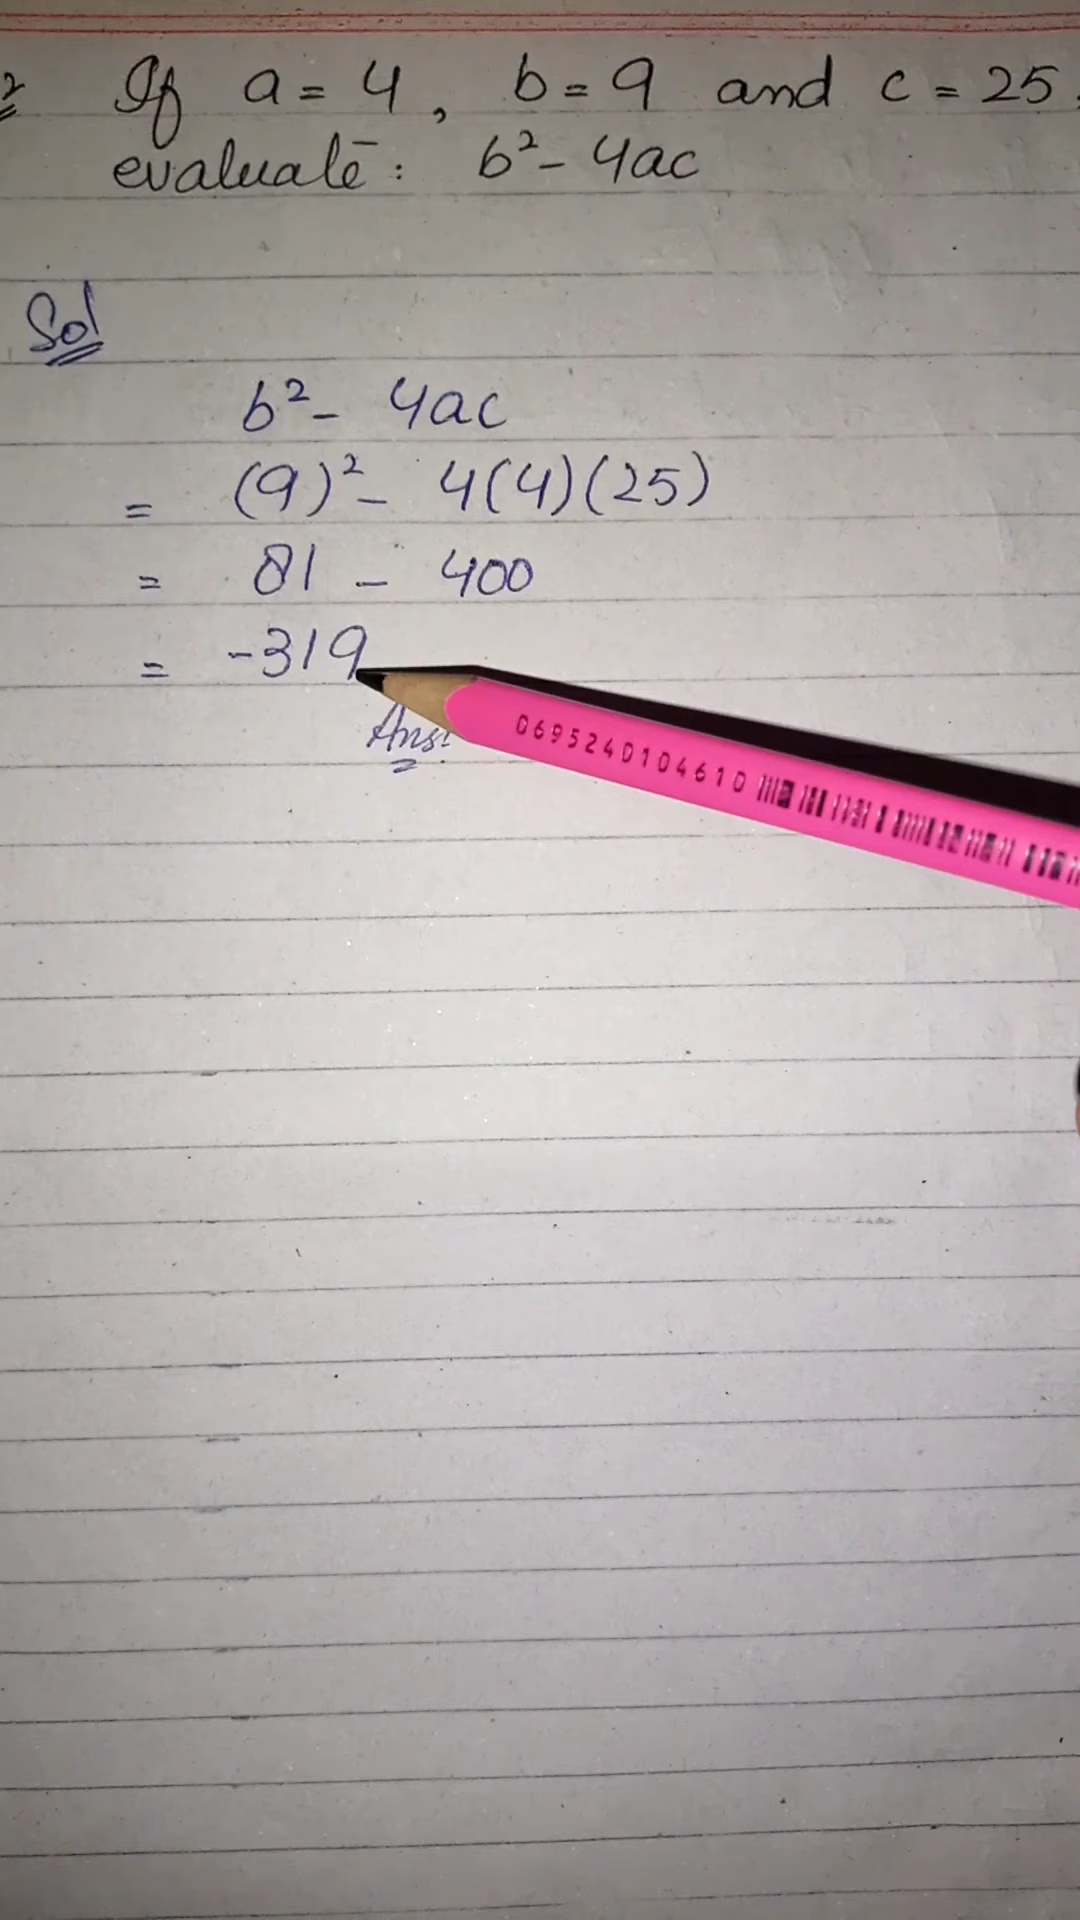 2 If a = 4, b = 9 and c = 25.
evaluate: b² - 4ac
Sol
b² - 4ac
= (9)² - 4(4)(25)
= 81 - 400
= -319
Ans:
0695240104610